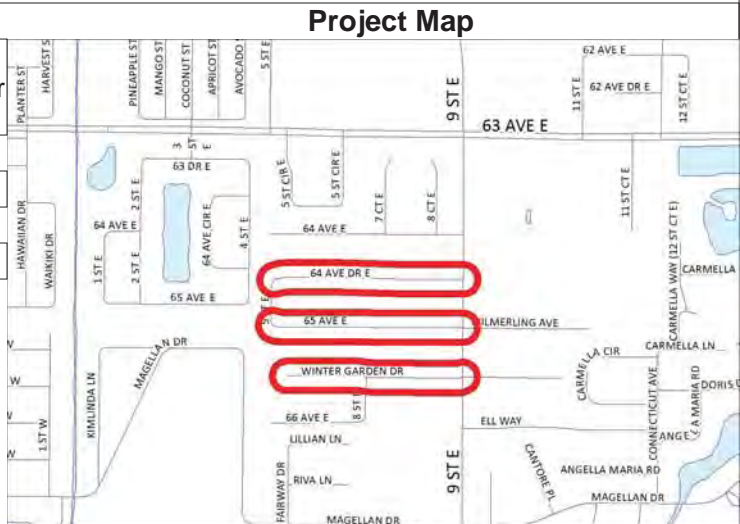 Project Map
r
PLANTER ST
HARVEST S
PINEAPPLE ST
MANGO ST
COCONUT ST
APRICOT ST
AVOCADO
5 ST E
9 ST E
62 AVE E
11 ST E
62 AVE DR E
12 ST CT E
63 AVE E
3 ST E
63 DR E
HAWAIIAN DR
WAIKIKI DR
2 ST E
64 AVE E
1 ST E
2 ST E
64 AVE CIR E
4 ST E
65 AVE E
5 ST CIR E
5 ST CIR E
7 CT E
8 CT E
64 AVE E
11 ST CT E
64 AVE DR E
65 AVE E
ILMERLING AVE
CARMELLA WAY (12 ST CT E)
CARMELLA
CARMELLA LN
CARMELLA CIR
W
W
W
W
1 ST W
KIMLINDA LN
MAGELLAN DR
WINTER GARDEN DR
8 ST
66 AVE E
LILLIAN LN
RIVA LN
FAIRWAY DR
MAGELLAN DR
9 ST E
ELL WAY
CONNECTICUT AVE
A MARIA RD
DORIS
ANGE
CANTORE PL
ANGELLA MARIA RD
MAGELLAN DR